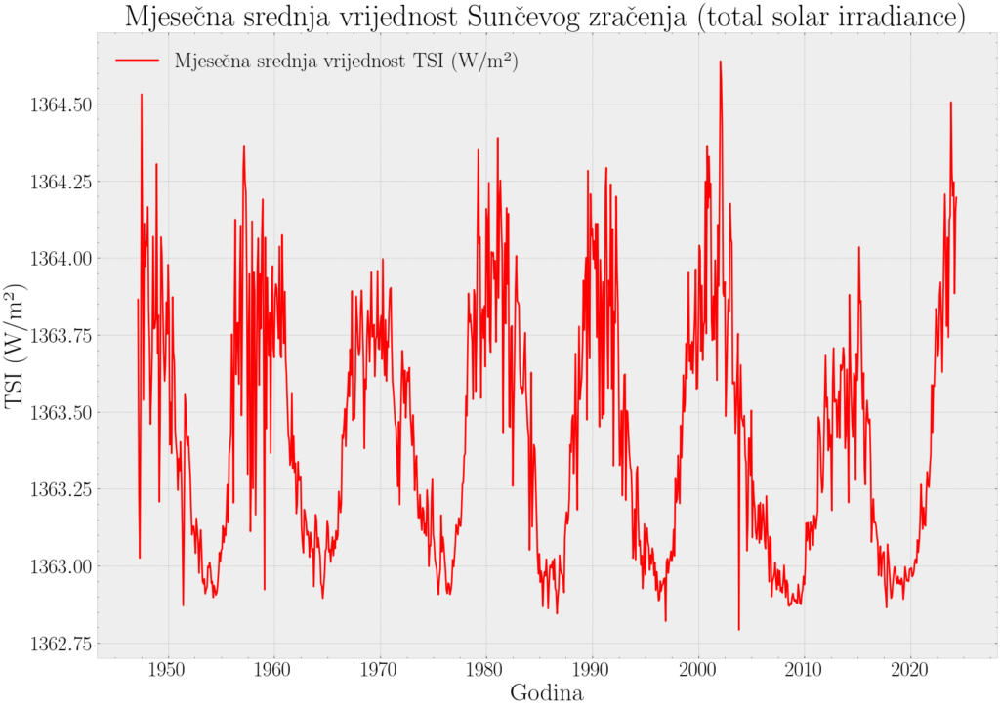 Mjesečna srednja vrijednost Sunčevog zračenja (total solar irradiance)
Mjesečna srednja vrijednost TSI (W/m²)
1364.50
1364.25
1364.00
1363.75
1363.50
1363.25
1363.00
1362.75
TSI (W/m²)
1950 1960 1970 1980 1990 2000 2010 2020
Godina